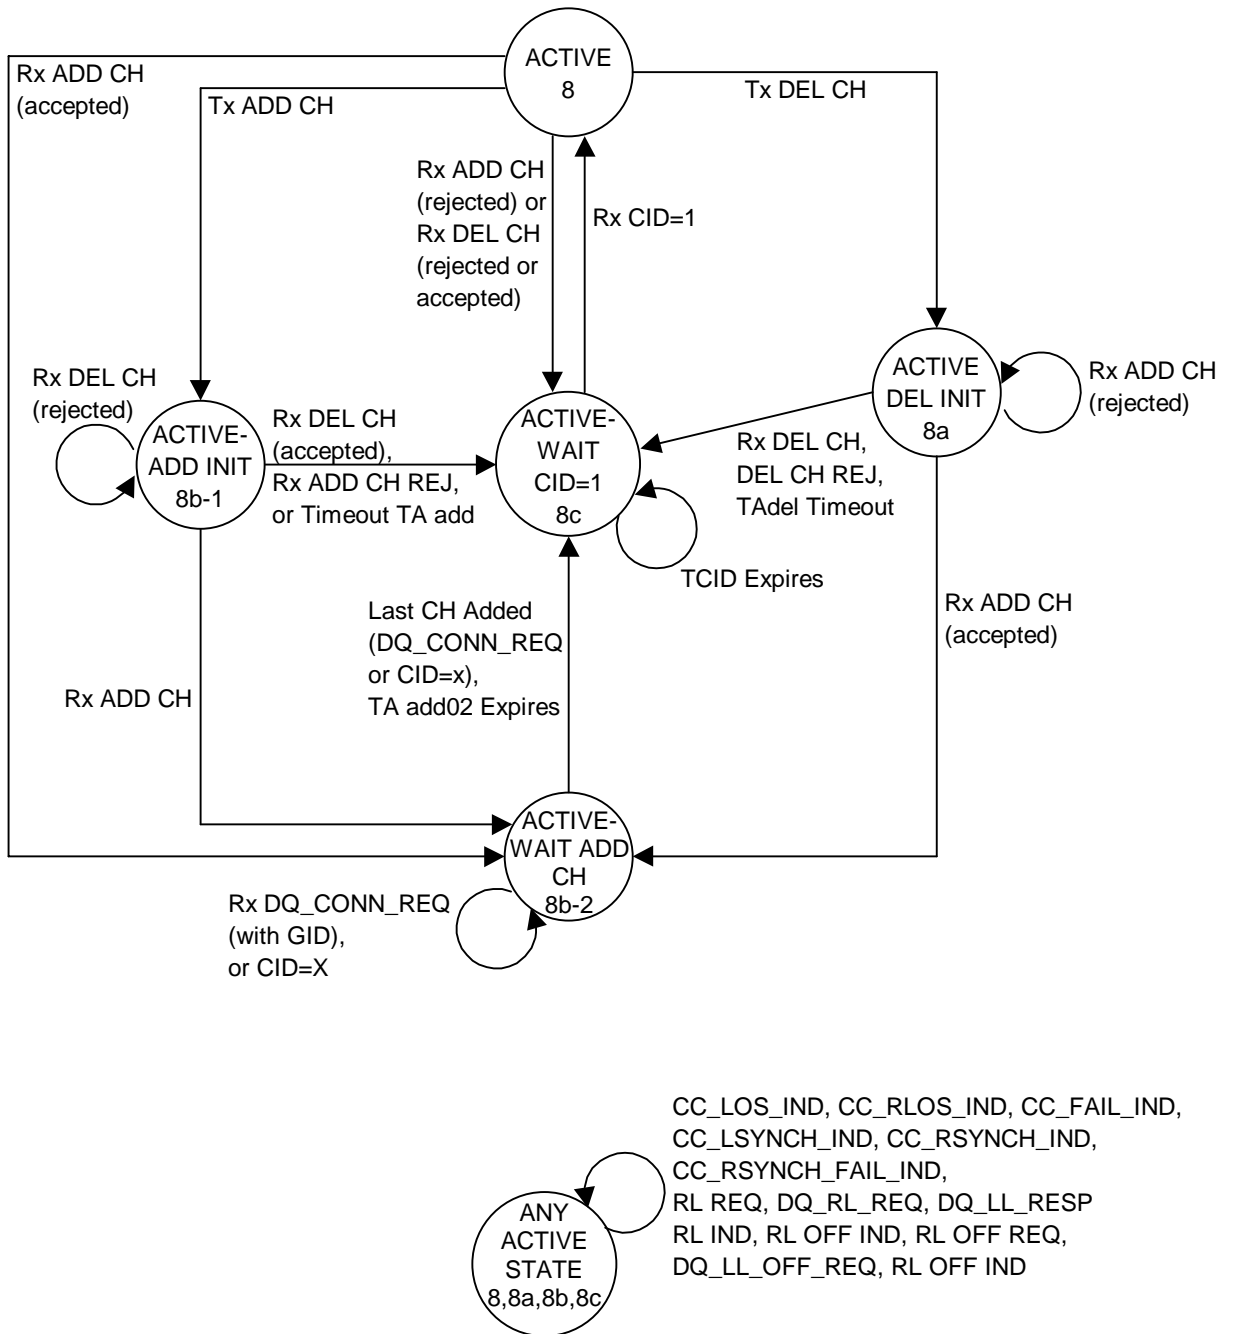 ACTIVE
8
Rx ADD CH
(accepted)
Tx ADD CH
Tx DEL CH
Rx ADD CH
(rejected) or
Rx DEL CH
(rejected or
accepted)
Rx CID=1
Rx DEL CH
(rejected)
ACTIVE-
ADD INIT
8b-1
Rx DEL CH
(accepted),
Rx ADD CH REJ,
or Timeout TA add
ACTIVE-
WAIT
CID=1
8c
TCID Expires
ACTIVE
DEL INIT
8a
Rx ADD CH
(rejected)
Rx DEL CH,
DEL CH REJ,
TAdel Timeout
Rx ADD CH
(accepted)
Last CH Added
(DQ_CONN_REQ
or CID=x),
TA add02 Expires
Rx ADD CH
ACTIVE-
WAIT ADD
CH
8b-2
Rx DQ_CONN_REQ
(with GID),
or CID=X
CC_LOS_IND, CC_RLOS_IND, CC_FAIL_IND,
CC_LSYNCH_IND, CC_RSYNCH_IND,
CC_RSYNCH_FAIL_IND,
RL REQ, DQ_RL_REQ, DQ_LL_RESP
RL IND, RL OFF IND, RL OFF REQ,
DQ_LL_OFF_REQ, RL OFF IND
ANY
ACTIVE
STATE
8,8a,8b,8c